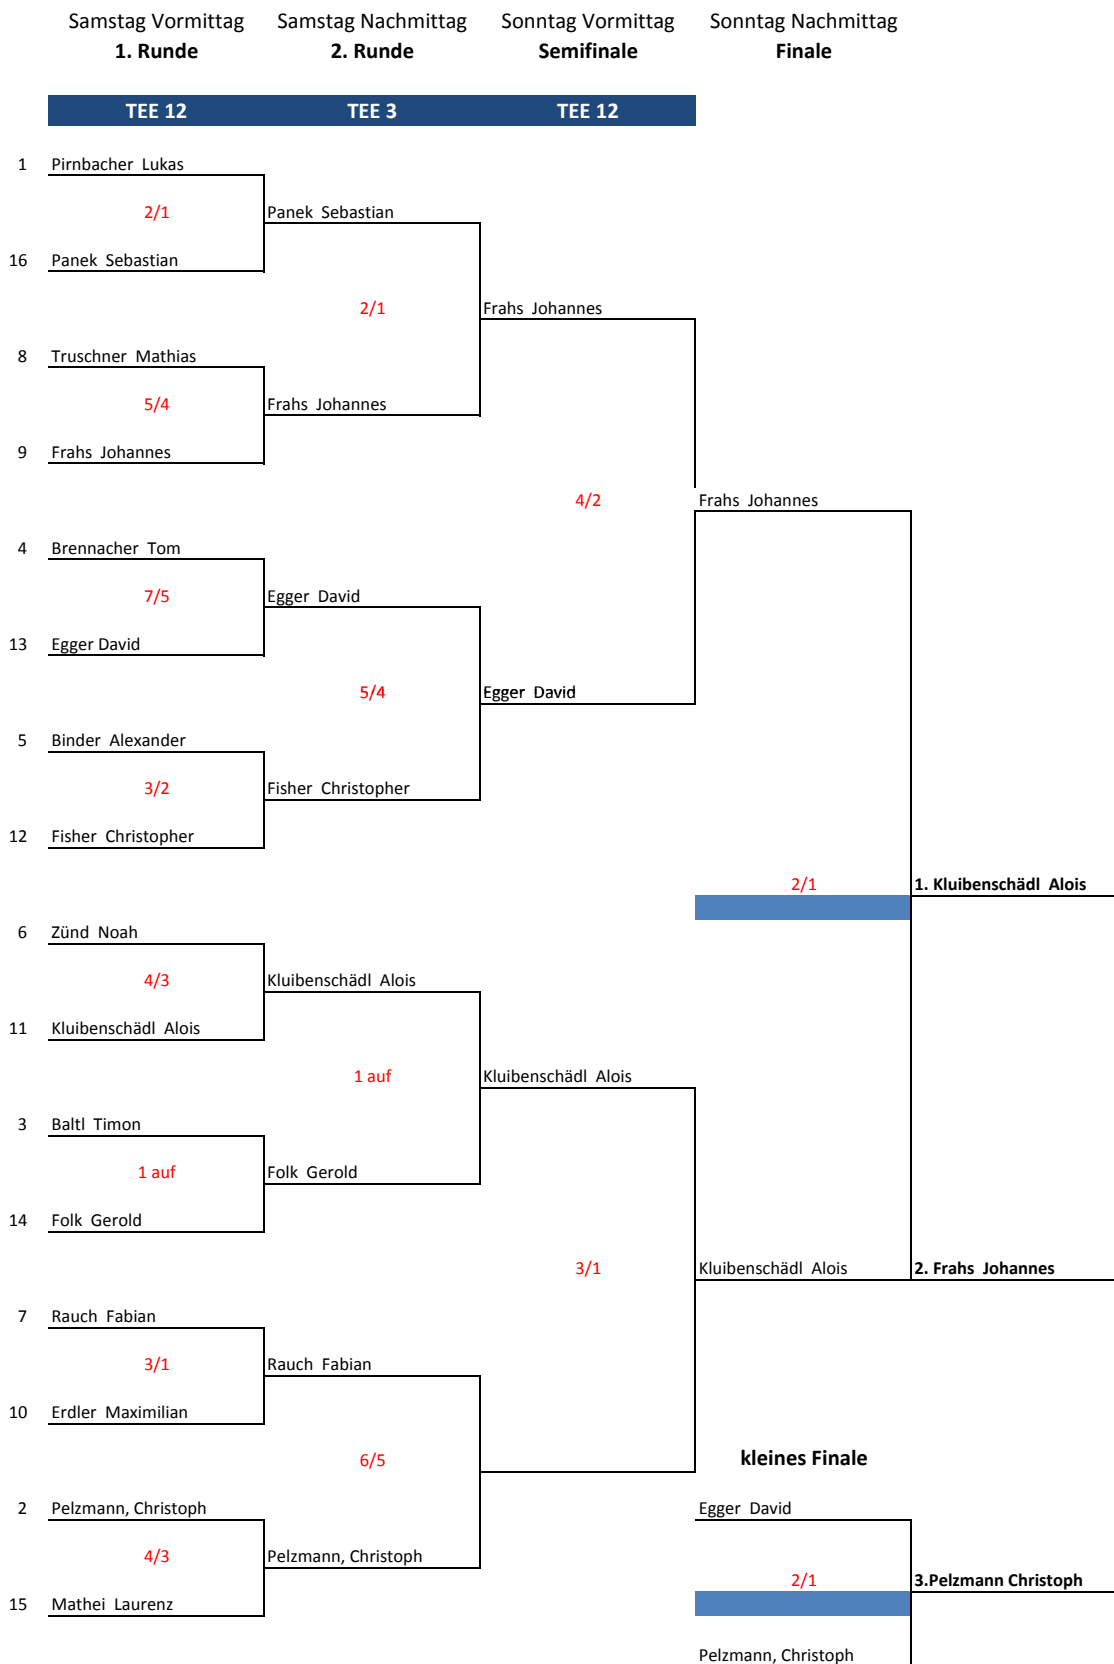 Samstag Vormittag Samstag Nachmittag Sonntag Vormittag Sonntag Nachmittag
1. Runde 2. Runde Semifinale Finale
TEE 12 TEE 3 TEE 12
1 Pirnbacher Lukas
2/1 Panek Sebastian
16 Panek Sebastian
2/1 Frahs Johannes
8 Truschner Mathias
5/4 Frahs Johannes
9 Frahs Johannes
4/2 Frahs Johannes
4 Brennacher Tom
7/5 Egger David
13 Egger David
5/4 Egger David
5 Binder Alexander
3/2 Fisher Christopher
12 Fisher Christopher
2/1 1. Kluibenschädl Alois
6 Zünd Noah
4/3 Kluibenschädl Alois
11 Kluibenschädl Alois
1 auf Kluibenschädl Alois
3 Baltl Timon
1 auf Folk Gerold
14 Folk Gerold
3/1 Kluibenschädl Alois 2. Frahs Johannes
7 Rauch Fabian
3/1 Rauch Fabian
10 Erdler Maximilian
6/5 kleines Finale
2 Pelzmann, Christoph Egger David
4/3 Pelzmann, Christoph
2/1 3.Pelzmann Christoph
15 Mathei Laurenz
Pelzmann, Christoph